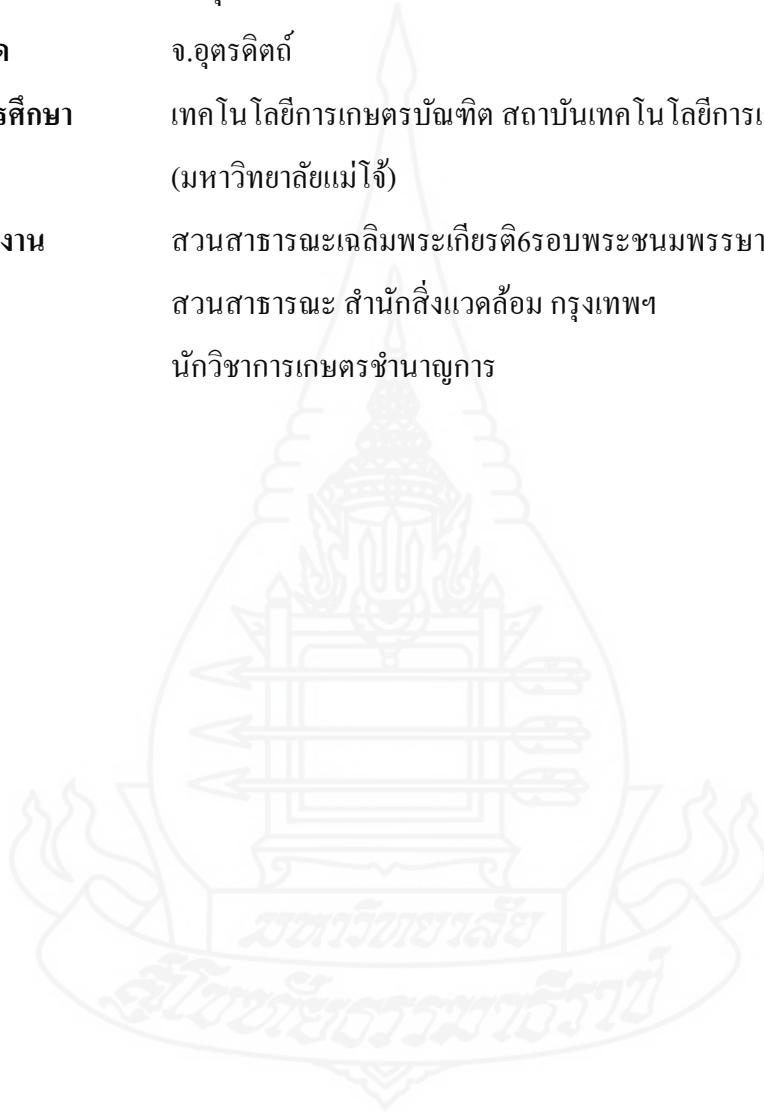 จ.อุตรดิตถ์
เทคโนโลยีการเกษตรบัณฑิต สถาบันเทคโนโลยีการ
(มหาวิทยาลัยแม่โจ้)
งาน สวนสาธารณะเฉลิมพระเกียรติ6รอบพระชนมพรรษา
สวนสาธารณะ สำนักสิ่งแวดล้อม กรุงเทพฯ
นักวิชาการเกษตรชำนาญการ
มหาวิทยาลัย
สุโขทัยธรรมาธิราช